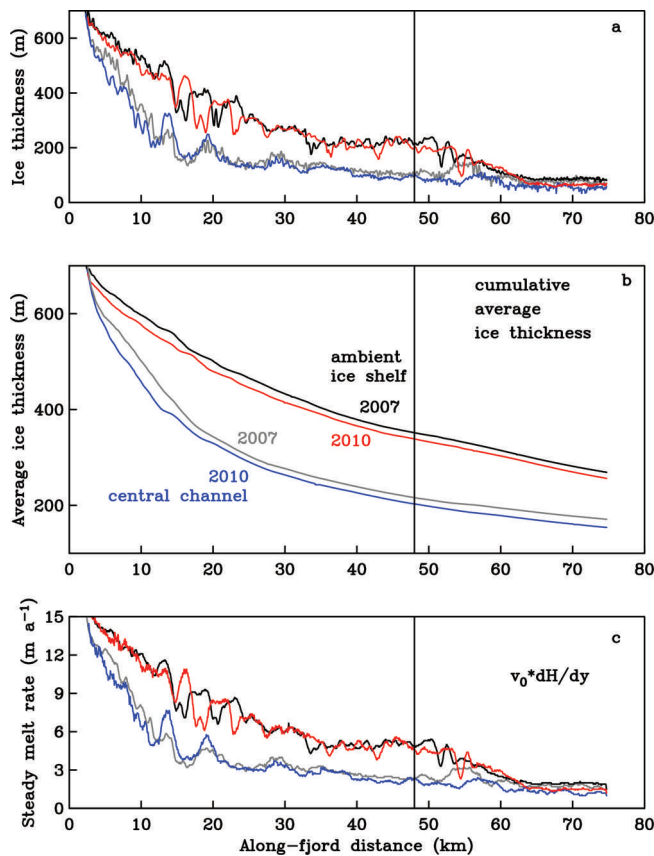 a
Ice thickness (m)
600
400
200
0
0 10 20 30 40 50 60 70 80
b
cumulative
average
ice thickness
Average ice thickness (m)
600
400
200
ambient
ice shelf
2007
2007
2010
2010
central channel
0 10 20 30 40 50 60 70 80
c
v₀*dH/dy
Steady melt rate (m a⁻¹)
15
12
9
6
3
0
0 10 20 30 40 50 60 70 80
Along-fjord distance (km)